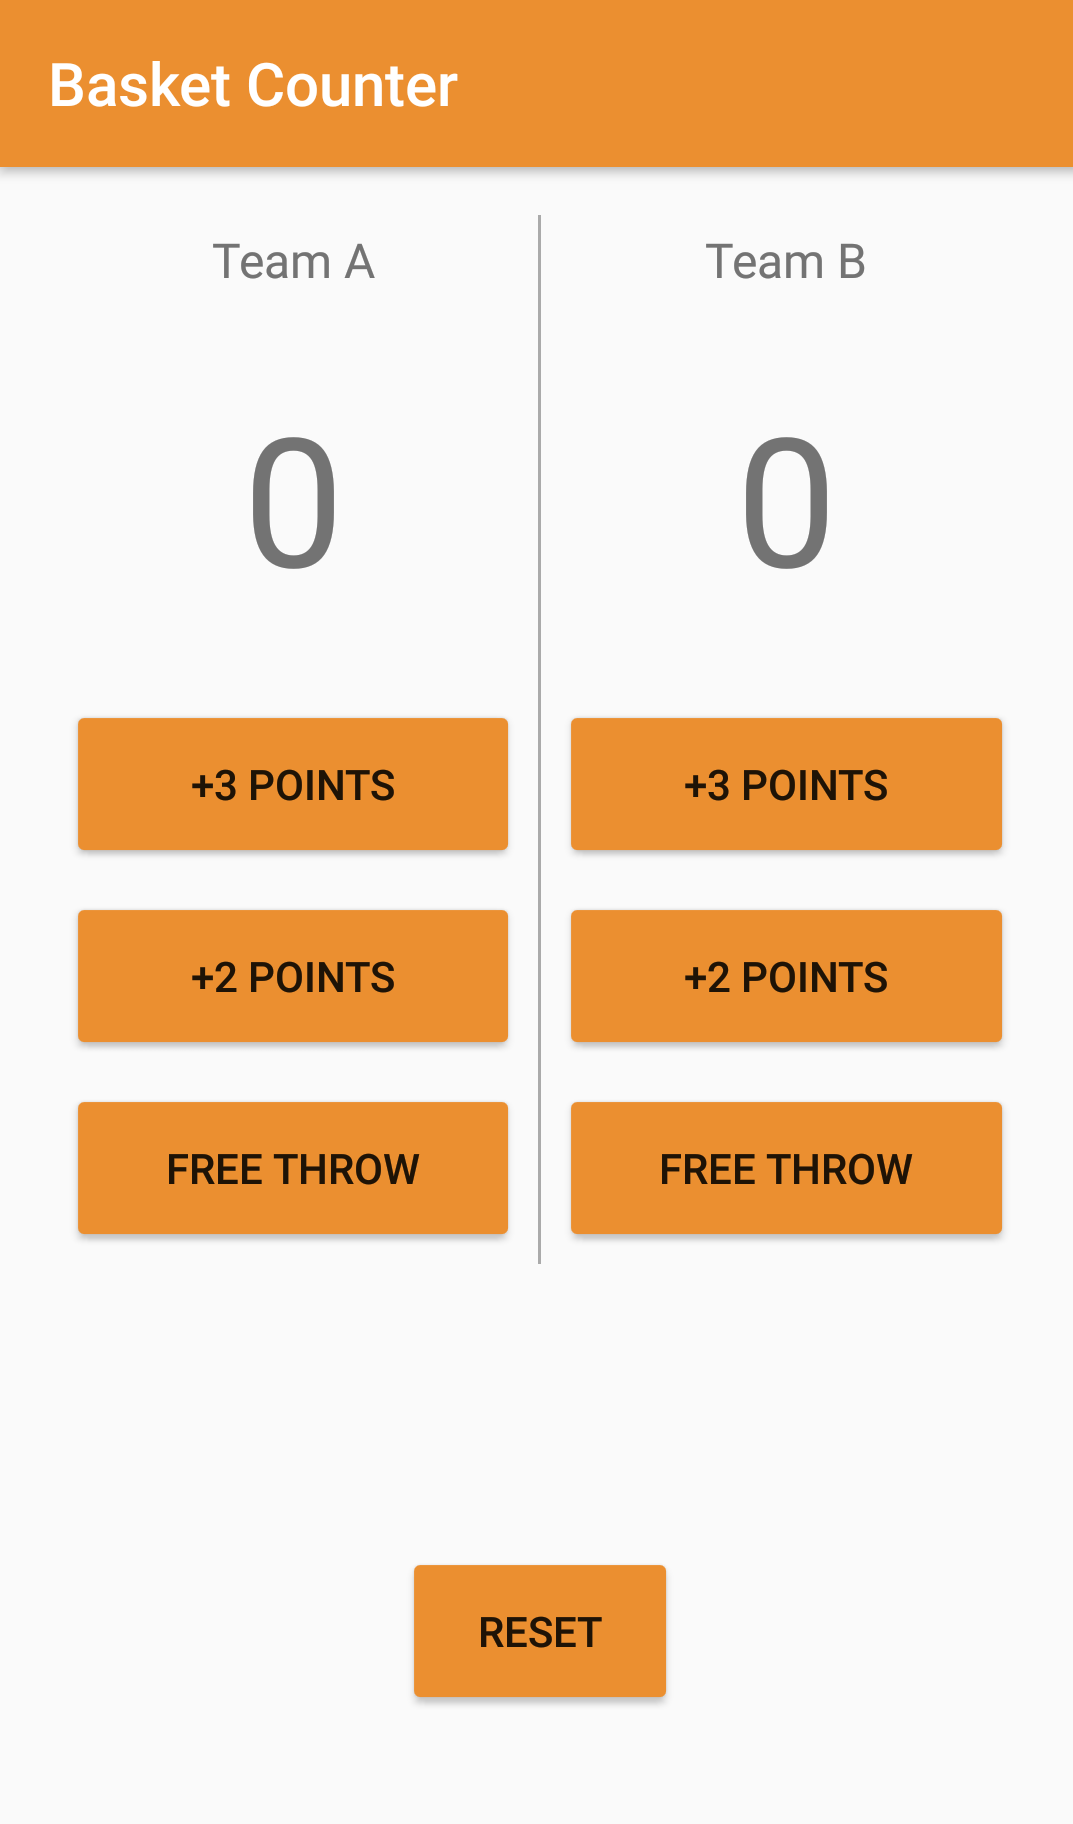 Basket Counter
Team A
0
+3 POINTS
+2 POINTS
FREE THROW
Team B
0
+3 POINTS
+2 POINTS
FREE THROW
RESET